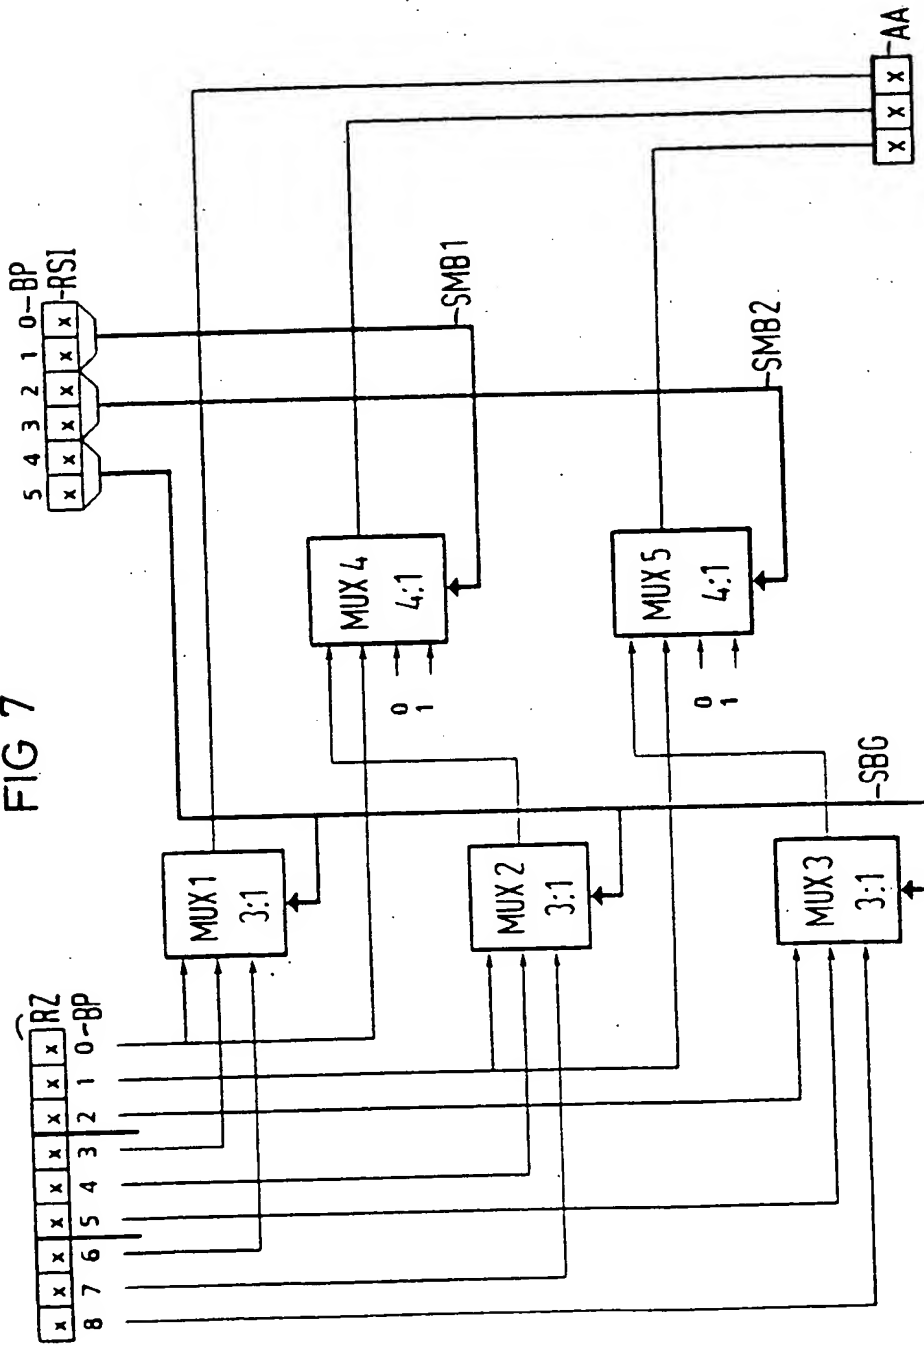 FIG 7
x x x x x x x x x RZ
8 7 6 5 4 3 2 1 0-BP
5 4 3 2 1 0-BP
x x x x x x RSI
MUX 1
3:1
MUX 2
3:1
MUX 3
3:1
MUX 4
4:1
0
1
MUX 5
4:1
0
1
SMB1
SMB2
SBG
x x x AA